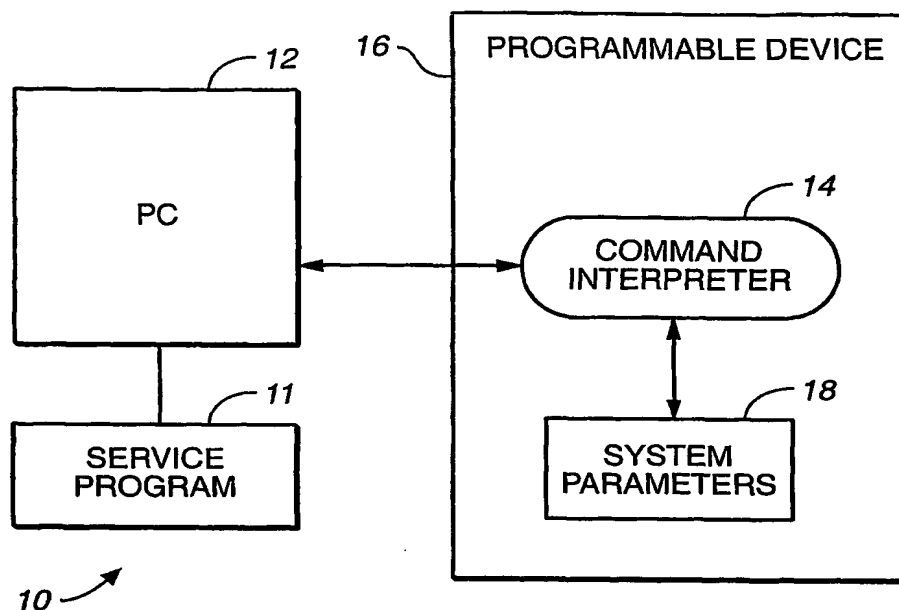 12
PC
11
SERVICE
PROGRAM
10
16
PROGRAMMABLE DEVICE
14
COMMAND
INTERPRETER
18
SYSTEM
PARAMETERS